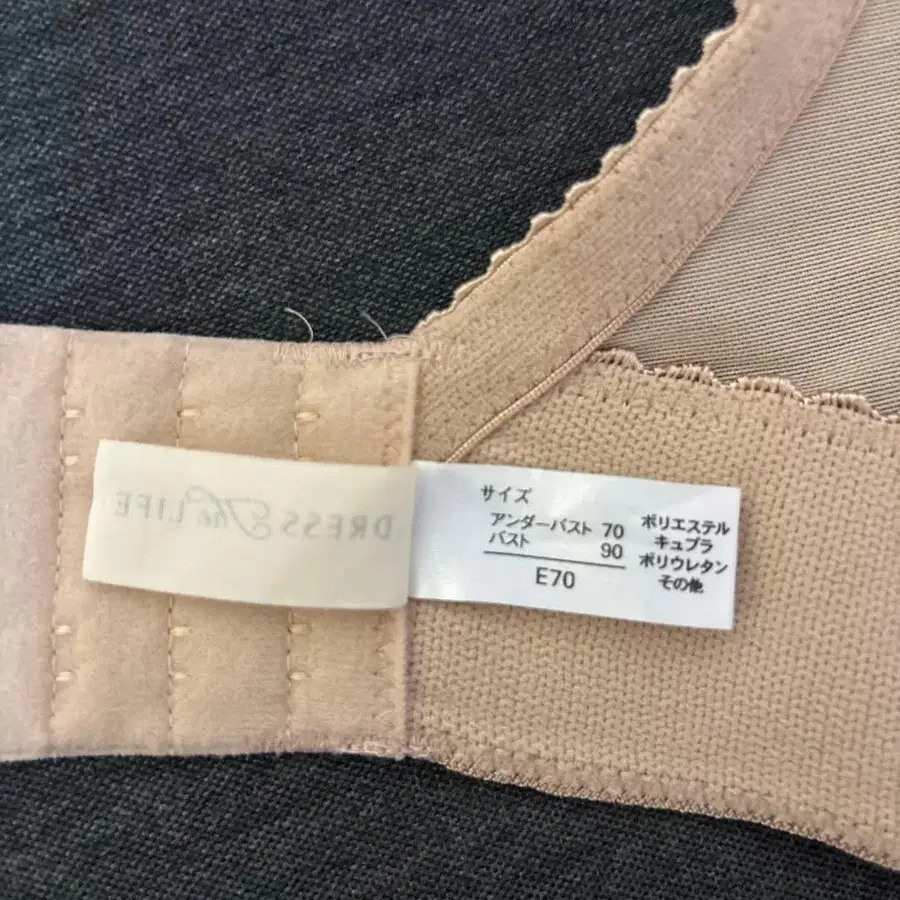 DRESS The LIFE
サイズ
アンダーバスト 70
バスト 90
E70
ポリエステル
キュプラ
ポリウレタン
その他